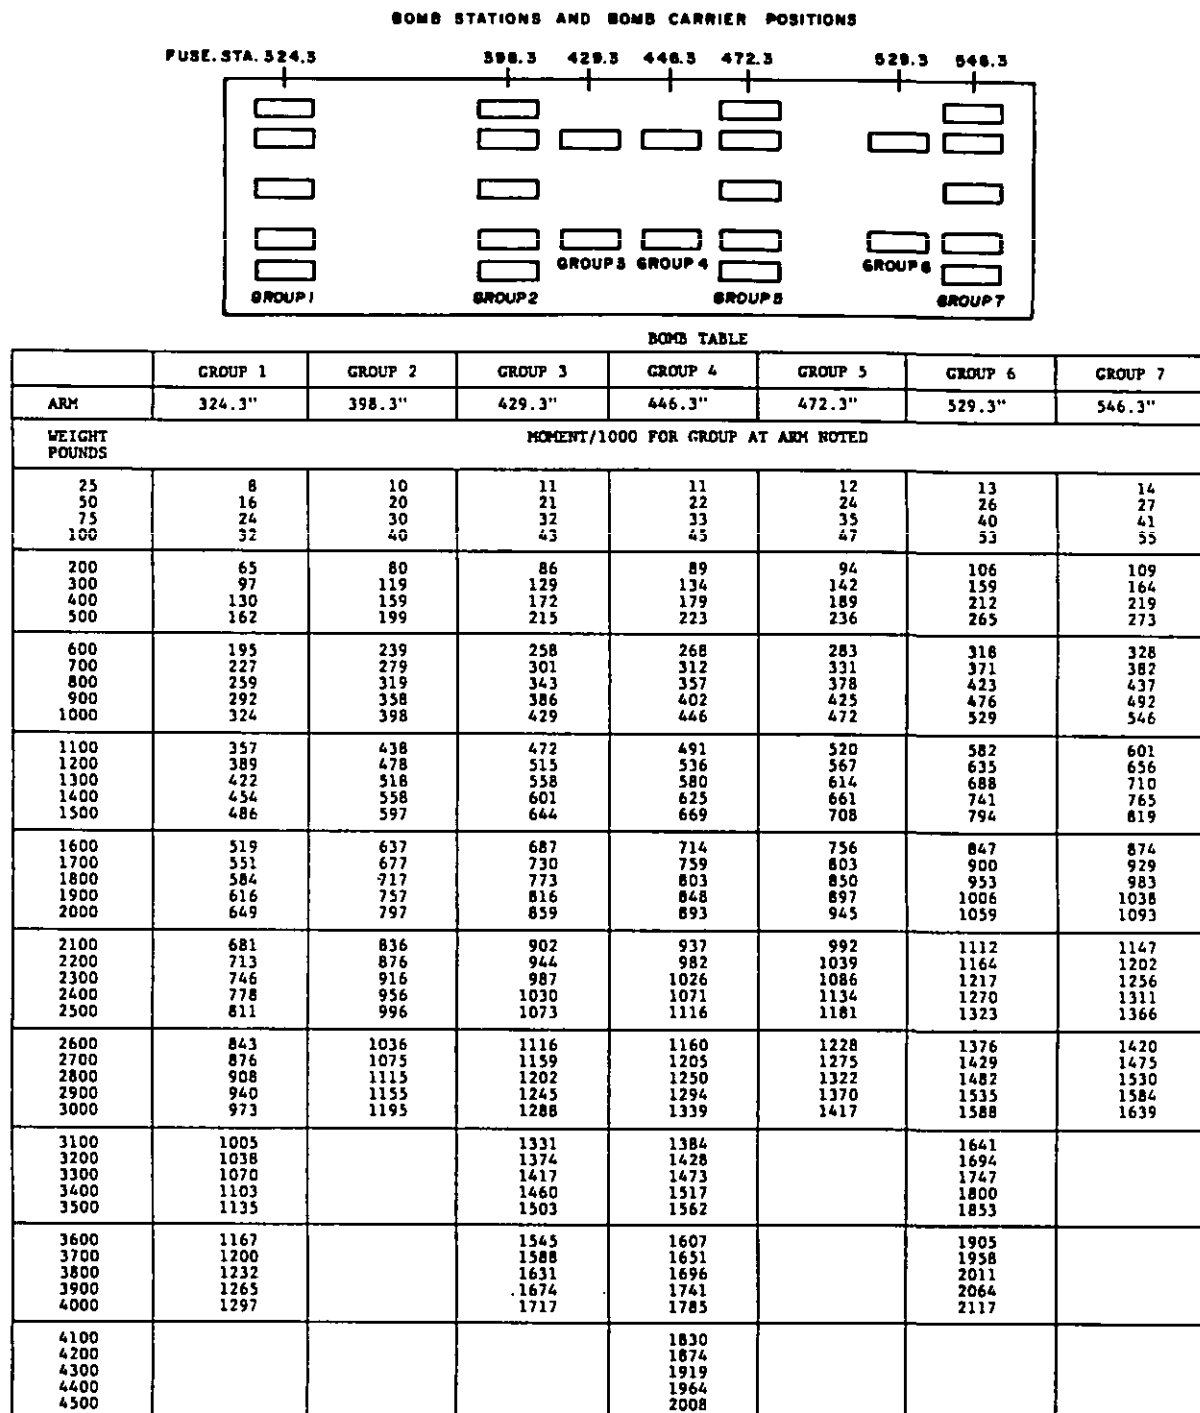 BOMB STATIONS AND BOMB CARRIER POSITIONS
FUSE.STA. 324.3 398.3 429.3 446.3 472.3 529.3 546.3
GROUP 3 GROUP 4 GROUP 6
GROUP 1 GROUP 2 GROUP 5 GROUP 7
BOMB TABLE
GROUP 1 GROUP 2 GROUP 3 GROUP 4 GROUP 5 GROUP 6 GROUP 7
ARM 324.3" 398.3" 429.3" 446.3" 472.3" 529.3" 546.3"
WEIGHT POUNDS MOMENT/1000 FOR GROUP AT ARM NOTED
25 8 10 11 11 12 13 14
50 16 20 21 22 24 26 27
75 24 30 32 33 35 40 41
100 32 40 43 45 47 53 55
200 65 80 86 89 94 106 109
300 97 119 129 134 142 159 164
400 130 159 172 179 189 212 219
500 162 199 215 223 236 265 273
600 195 239 258 268 283 318 328
700 227 279 301 312 331 371 382
800 259 319 343 357 378 423 437
900 292 358 386 402 425 476 492
1000 324 398 429 446 472 529 546
1100 357 438 472 491 520 582 601
1200 389 478 515 536 567 635 656
1300 422 518 558 580 614 688 710
1400 454 558 601 625 661 741 765
1500 486 597 644 669 708 794 819
1600 519 637 687 714 756 847 874
1700 551 677 730 759 803 900 929
1800 584 717 773 803 850 953 983
1900 616 757 816 848 897 1006 1038
2000 649 797 859 893 945 1059 1093
2100 681 836 902 937 992 1112 1147
2200 713 876 944 982 1039 1164 1202
2300 746 916 987 1026 1086 1217 1256
2400 778 956 1030 1071 1134 1270 1311
2500 811 996 1073 1116 1181 1323 1366
2600 843 1036 1116 1160 1228 1376 1420
2700 876 1075 1159 1205 1275 1429 1475
2800 908 1115 1202 1250 1322 1482 1530
2900 940 1155 1245 1294 1370 1535 1584
3000 973 1195 1288 1339 1417 1588 1639
3100 1005 1331 1384 1641
3200 1038 1374 1428 1694
3300 1070 1417 1473 1747
3400 1103 1460 1517 1800
3500 1135 1503 1562 1853
3600 1167 1545 1607 1905
3700 1200 1588 1651 1958
3800 1232 1631 1696 2011
3900 1265 1674 1741 2064
4000 1297 1717 1785 2117
4100 1830
4200 1874
4300 1919
4400 1964
4500 2008